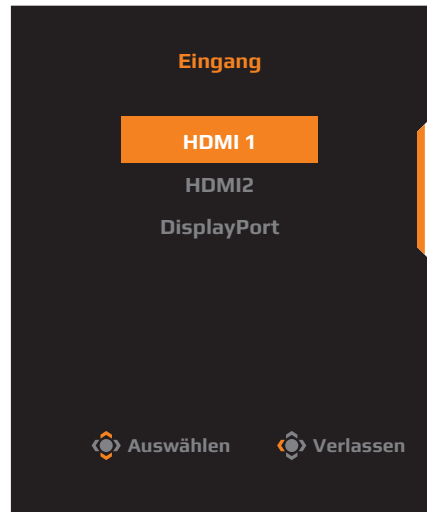 Eingang
HDMI 1
HDMI2
DisplayPort
Auswählen Verlassen